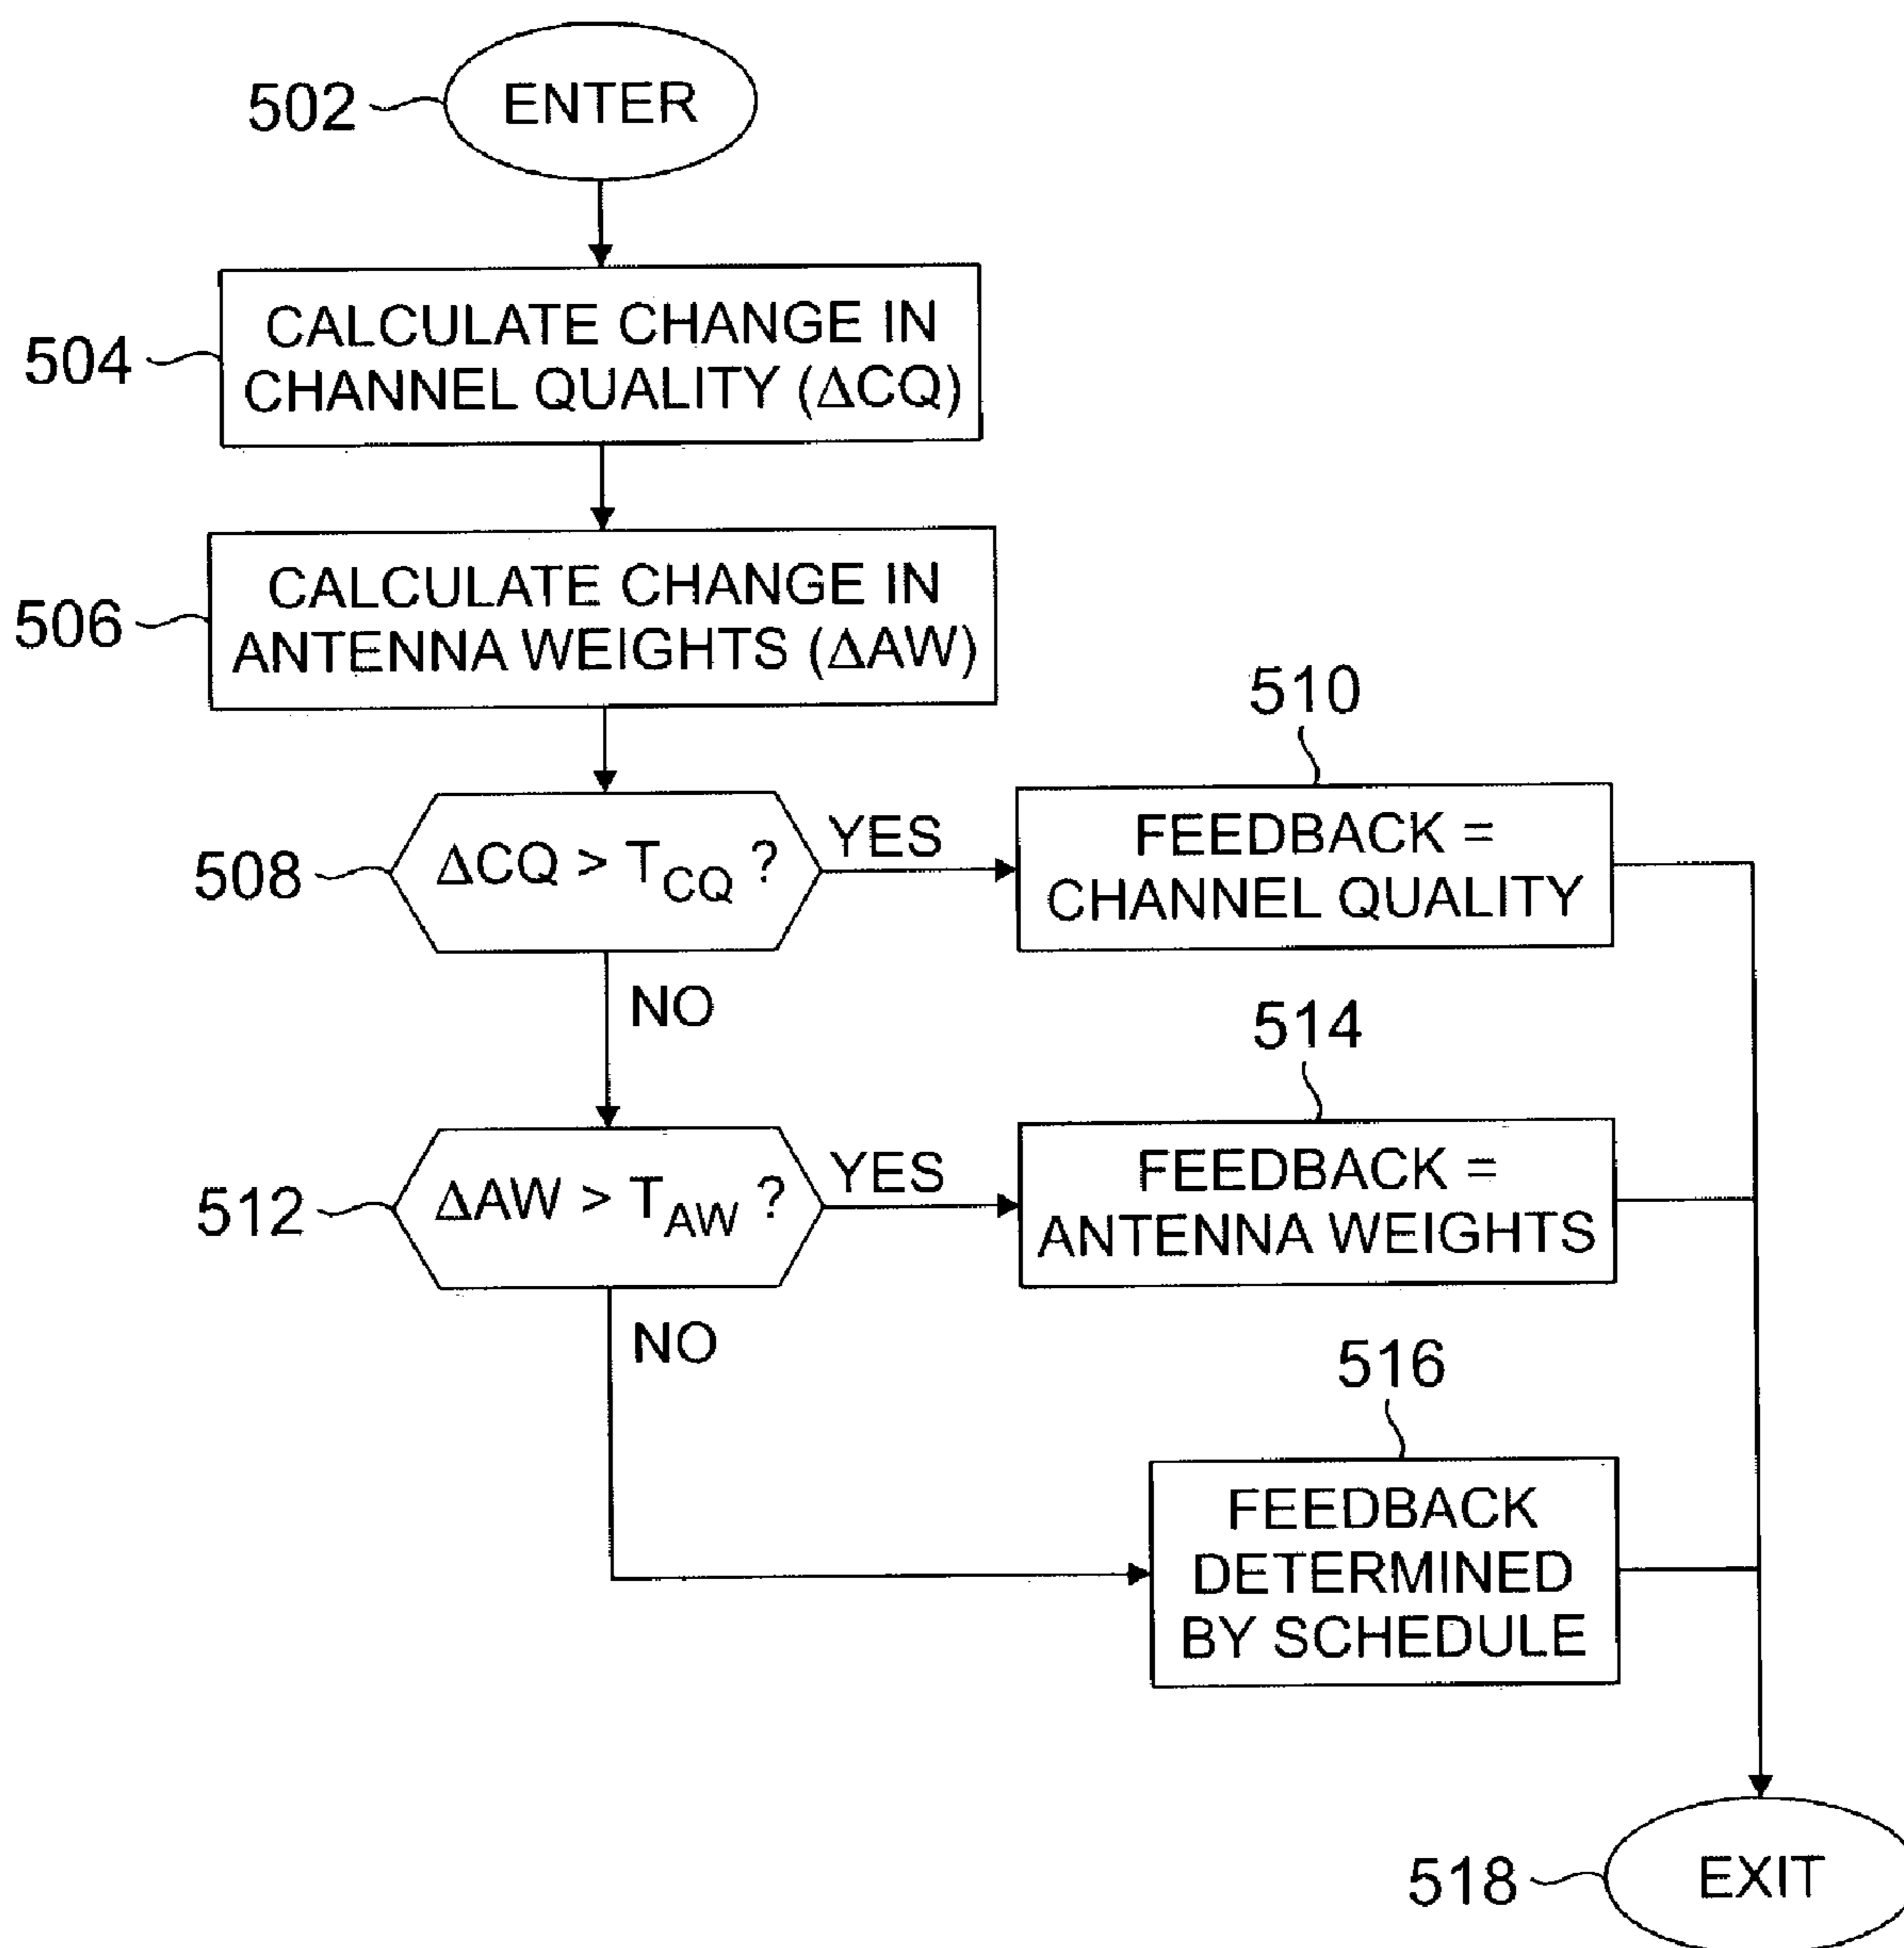 502
ENTER
504
CALCULATE CHANGE IN
CHANNEL QUALITY (ΔCQ)
506
CALCULATE CHANGE IN
ANTENNA WEIGHTS (ΔAW)
508
ΔCQ > TCQ ?
YES
510
FEEDBACK =
CHANNEL QUALITY
NO
512
ΔAW > TAW ?
YES
514
FEEDBACK =
ANTENNA WEIGHTS
NO
516
FEEDBACK
DETERMINED
BY SCHEDULE
518
EXIT